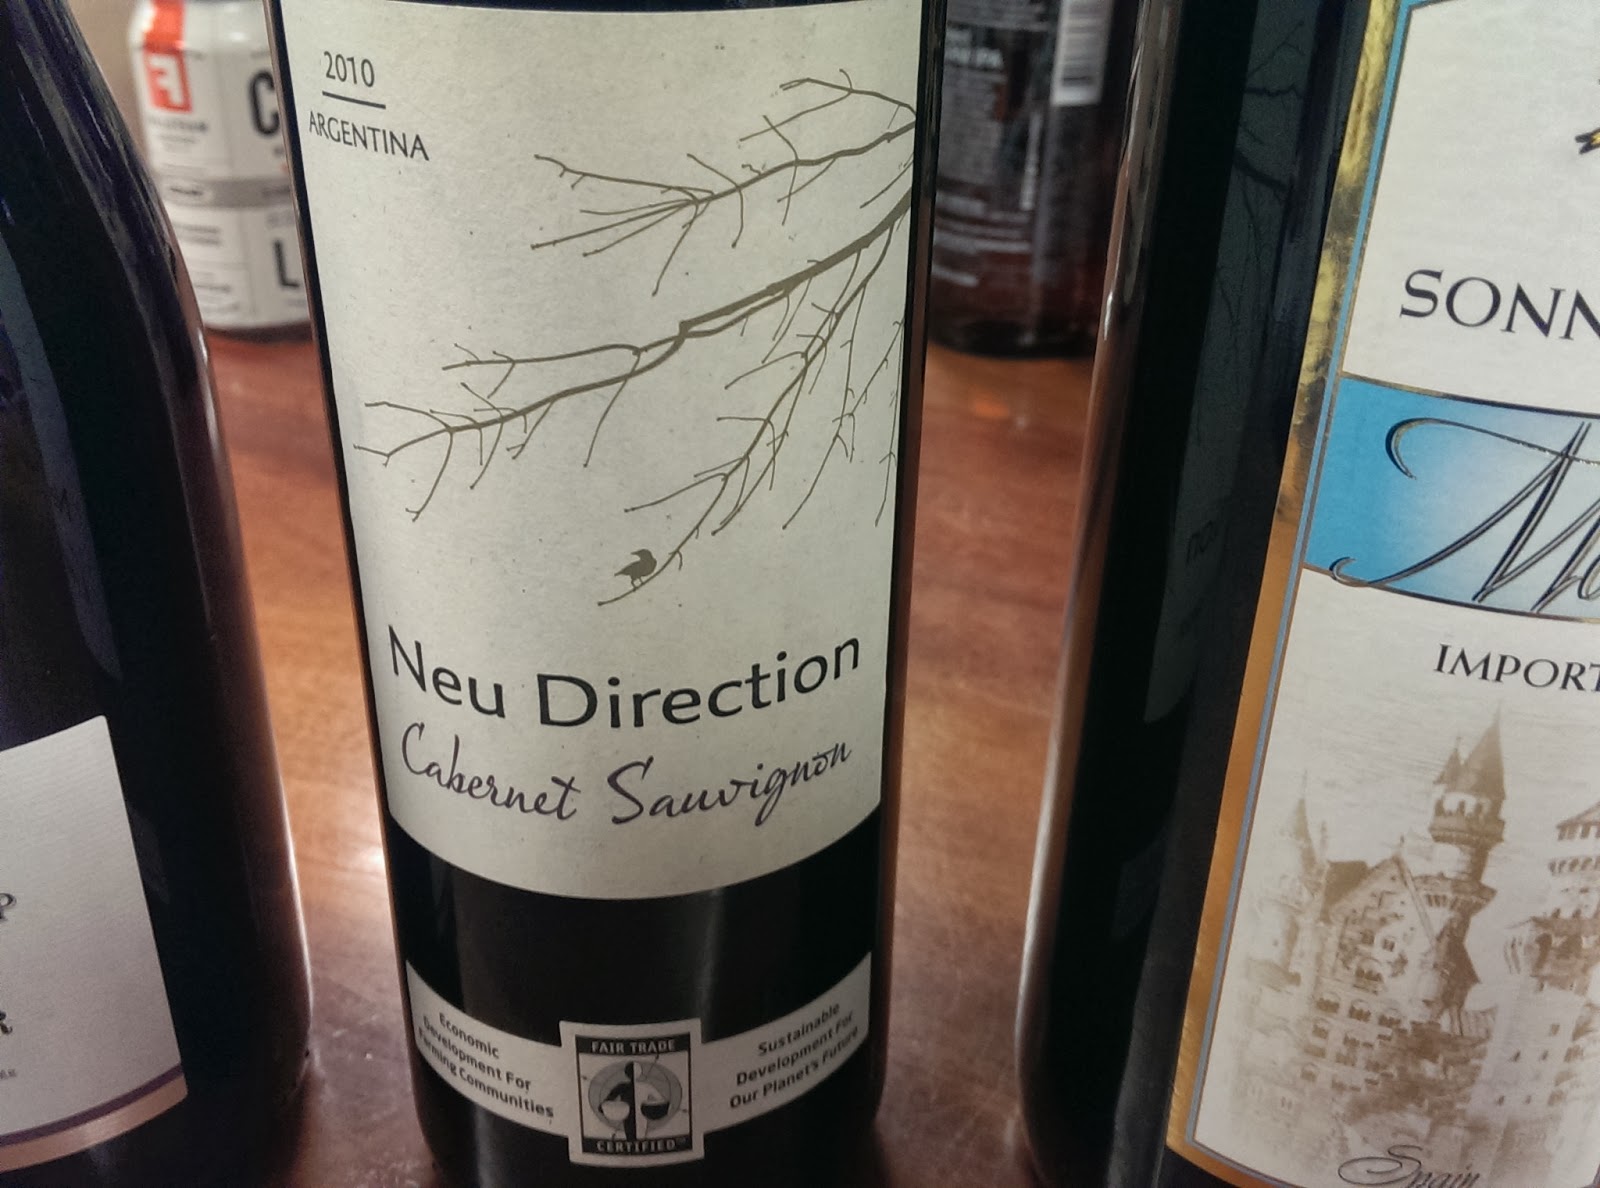 2010
ARGENTINA
Neu Direction
Cabernet Sauvignon
Economic
Development For
Farming Communities
FAIR TRADE
CERTIFIED
Sustainable
Development For
Our Planet's Future
SONN
IMPORT
Spain